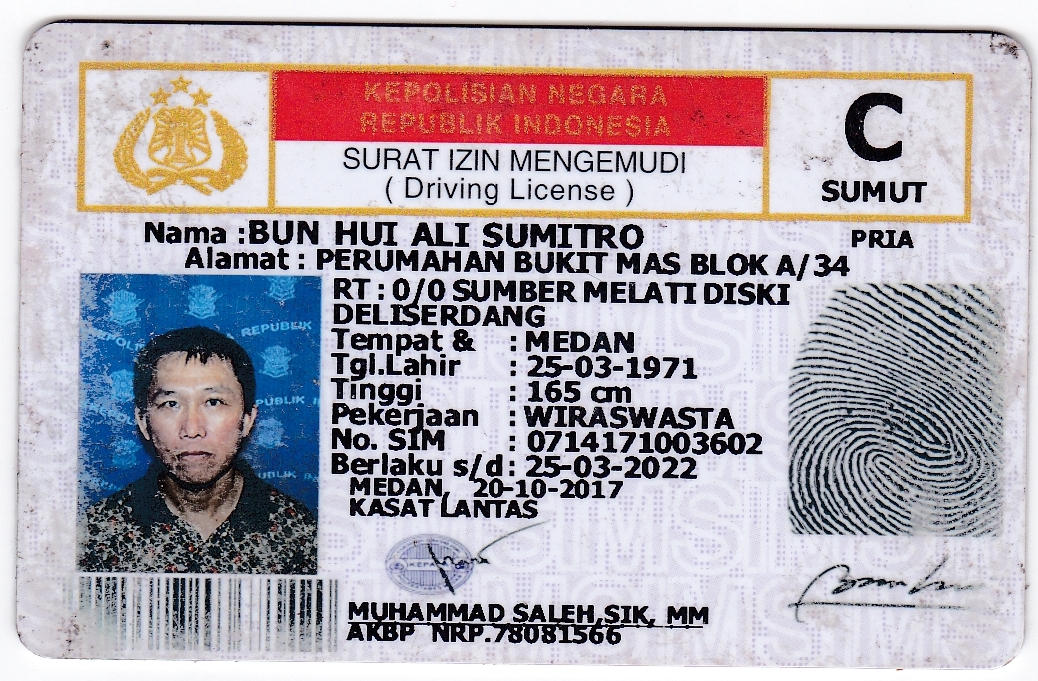 KEPOLISIAN NEGARA
REPUBLIK INDONESIA
SURAT IZIN MENGEMUDI
( Driving License )
C
SUMUT
Nama :BUN HUI ALI SUMITRO
PRIA
Alamat : PERUMAHAN BUKIT MAS BLOK A/34
RT : 0/0 SUMBER MELATI DISKI
DELISERDANG
Tempat & : MEDAN
Tgl.Lahir : 25-03-1971
Tinggi : 165 cm
Pekerjaan : WIRASWASTA
No. SIM : 0714171003602
Berlaku s/d : 25-03-2022
MEDAN, 20-10-2017
KASAT LANTAS
MUHAMMAD SALEH,SIK, MM
AKBP NRP.78081566
REPUBLIK